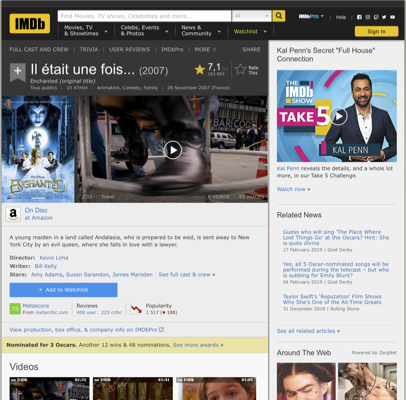 IMDb
Find Movies, TV shows, Celebrities and more...
All
IMDbPro
Help
Movies, TV & Showtimes
Celebs, Events & Photos
News & Community
Watchlist
Sign in
FULL CAST AND CREW | TRIVIA | USER REVIEWS | IMDbPro | MORE
SHARE
Il était une fois... (2007)
Enchanted (original title)
Tous publics | 1h 47min | Animation, Comedy, Family | 28 November 2007 (France)
7,1
Rate This
BARBER
ENCHANTED
Trailer
On Disc
at Amazon
A young maiden in a land called Andalasia, who is prepared to be wed, is sent away to New
York City by an evil queen, where she falls in love with a lawyer.
Director: Kevin Lima
Writer: Bill Kelly
Stars: Amy Adams, Susan Sarandon, James Marsden | See full cast & crew »
+ Add to Watchlist
Metascore
From metacritic.com
Reviews
408 user | 225 critic
Popularity
View production, box office, & company info on IMDbPro
Nominated for 3 Oscars. Another 12 wins & 48 nominations. See more awards »
Videos
Kal Penn's Secret "Full House"
Connection
THE IMDb SHOW
TAKE 5
KAL PENN
Kal Penn reveals the details, and a whole lot
more, in our Take 5 Challenge.
Watch now »
Related News
Guess who will sing 'The Place Where
Lost Things Go' at the Oscars? Hint: She
is quite divine
17 February 2019 | Gold Derby
Yes, all 5 Oscar-nominated songs will be
performed during the telecast – but who
is subbing for Emily Blunt?
04 February 2019 | Gold Derby
Taylor Swift's 'Reputation' Film Shows
Why She's One of the All-Time Greats
31 December 2018 | Rolling Stone
See all related articles »
Around The Web
Powered by ZergNet